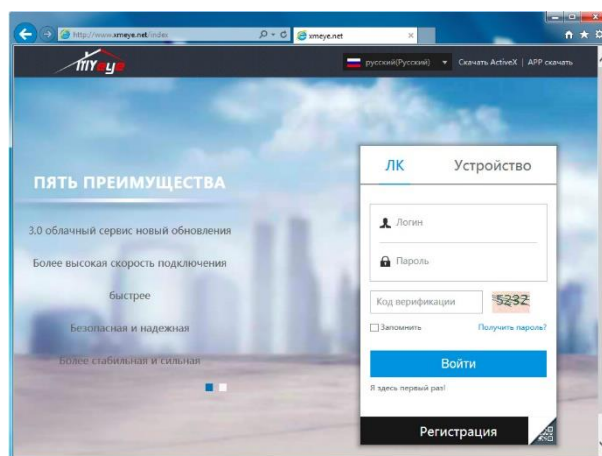 http://www.xmeye.net/index
xmeye.net
MYeye
русский(Русский)
Скачать ActiveX | APP скачать
ПЯТЬ ПРЕИМУЩЕСТВА
3.0 облачный сервис новый обновления
Более высокая скорость подключения
быстрее
Безопасная и надежная
Более стабильная и сильная
ЛК
Устройство
Логин
Пароль
Код верификации
5232
Запомнить
Получить пароль?
Войти
Я здесь первый раз!
Регистрация